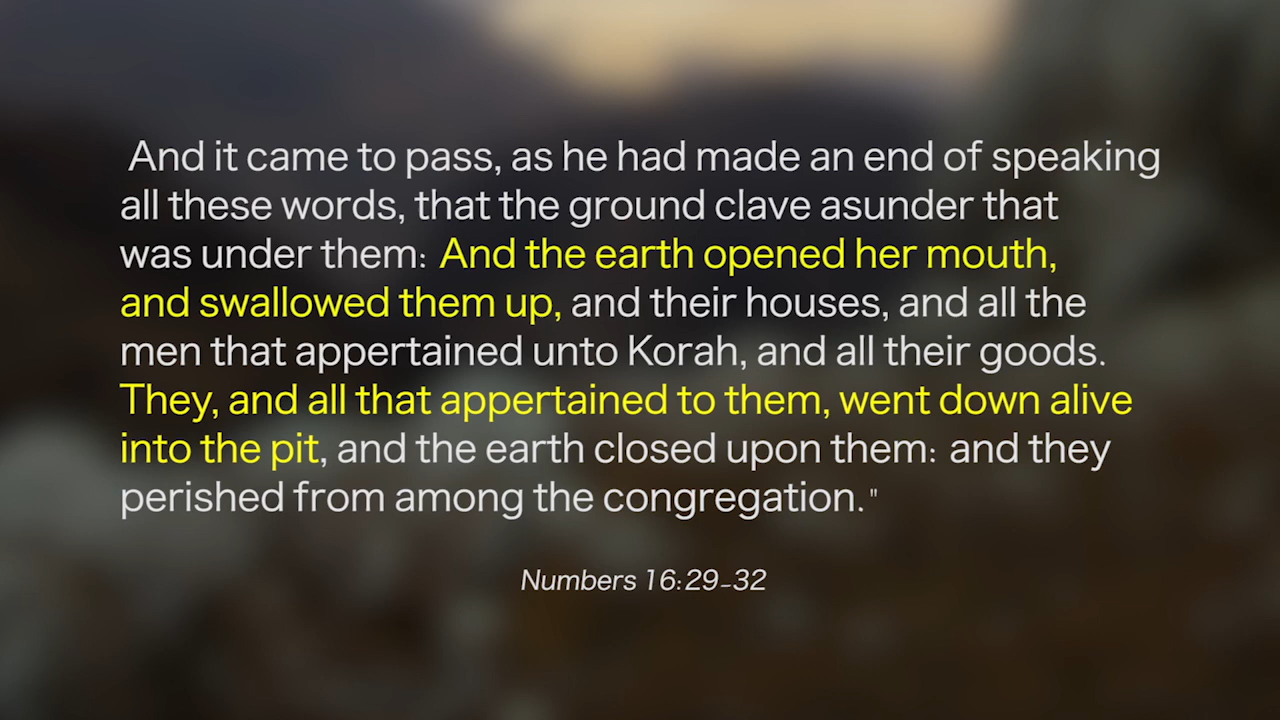 And it came to pass, as he had made an end of speaking
all these words, that the ground clave asunder that
was under them: And the earth opened her mouth,
and swallowed them up, and their houses, and all the
men that appertained unto Korah, and all their goods.
They, and all that appertained to them, went down alive
into the pit, and the earth closed upon them: and they
perished from among the congregation."
Numbers 16:29-32